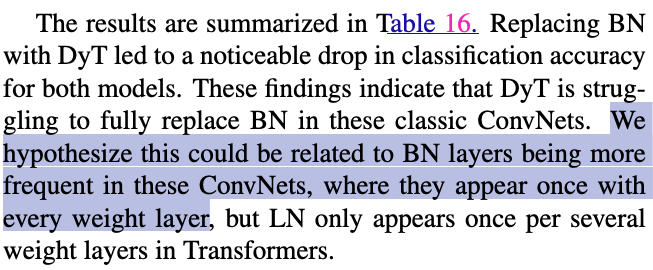 The results are summarized in Table 16. Replacing BN
with DyT led to a noticeable drop in classification accuracy
for both models. These findings indicate that DyT is strug-
gling to fully replace BN in these classic ConvNets. We
hypothesize this could be related to BN layers being more
frequent in these ConvNets, where they appear once with
every weight layer, but LN only appears once per several
weight layers in Transformers.